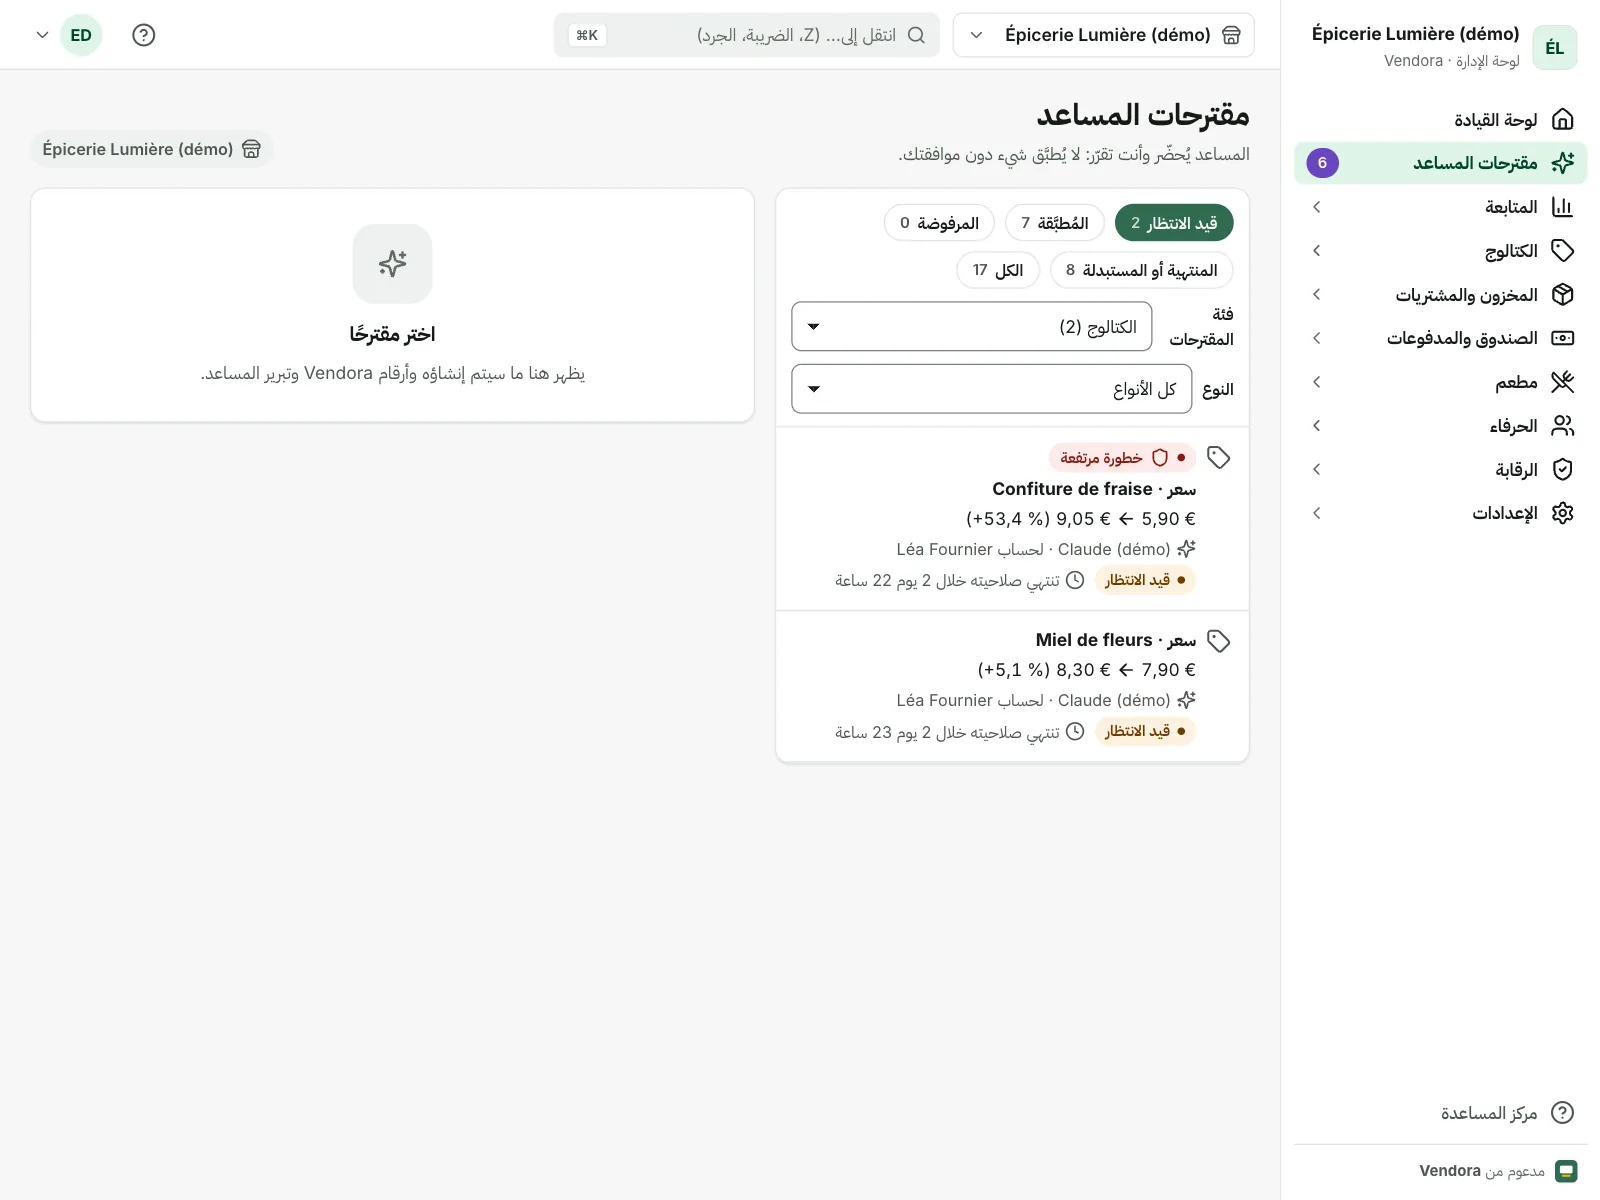 Épicerie Lumière (démo)
لوحة الإدارة · Vendora
ÉL
لوحة القيادة
مقترحات المساعد 6
المتابعة
الكتالوج
المخزون والمشتريات
الصندوق والمدفوعات
مطعم
الحرفاء
الرقابة
الإعدادات
مركز المساعدة
مدعوم من Vendora
Épicerie Lumière (démo)
انتقل إلى... (Z، الضريبة، الجرد)
⌘K
ED
مقترحات المساعد
المساعد يُحضّر وأنت تقرّر: لا يُطبَّق شيء دون موافقتك.
Épicerie Lumière (démo)
قيد الانتظار 2
المُطبَّقة 7
المرفوضة 0
المنتهية أو المستبدلة 8
الكل 17
فئة المقترحات
الكتالوج (2)
النوع
كل الأنواع
خطورة مرتفعة
سعر · Confiture de fraise
5,90 € ← 9,05 € (+53,4 %)
Claude (démo) · لحساب Léa Fournier
قيد الانتظار
تنتهي صلاحيته خلال 2 يوم 22 ساعة
سعر · Miel de fleurs
7,90 € ← 8,30 € (+5,1 %)
Claude (démo) · لحساب Léa Fournier
قيد الانتظار
تنتهي صلاحيته خلال 2 يوم 23 ساعة
اختر مقترحًا
يظهر هنا ما سيتم إنشاؤه وأرقام Vendora وتبرير المساعد.